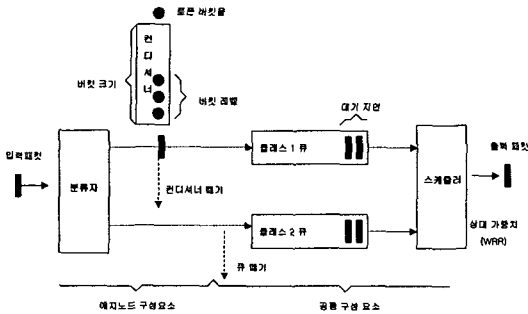 토큰 버킷율
컨
디
셔
너
버킷 크기
버킷 레벨
대기 지연
입력패킷
분류자
클래스 1 큐
스케쥴러
출력 패킷
컨디셔너 폐기
클래스 2 큐
상대 가중치
(WRR)
큐 폐기
에지노드 구성요소
공평 구성 요소